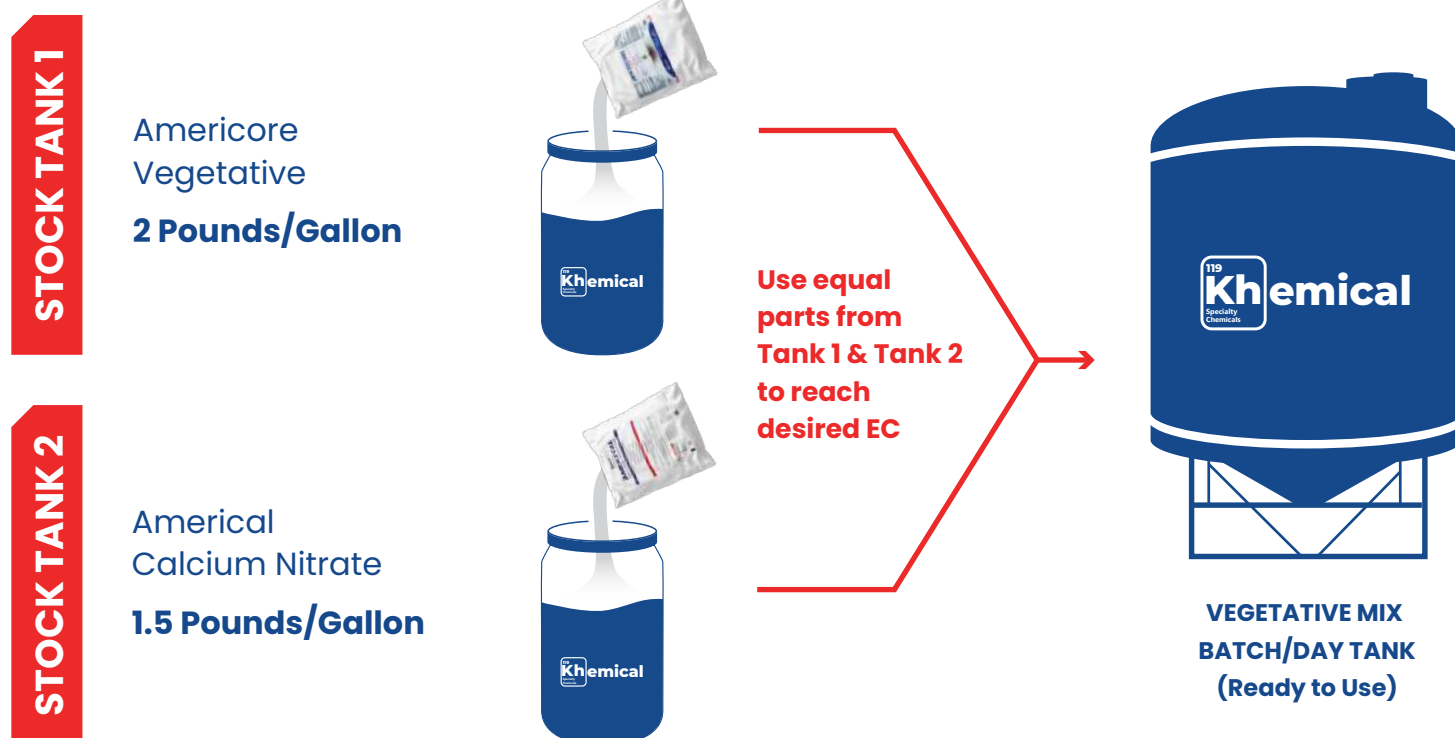 STOCK TANK 1
Americore
Vegetative
2 Pounds/Gallon
119
Khemical
Use equal
parts from
Tank 1 & Tank 2
to reach
desired EC
119
Khemical
Specialty
Chemicals
STOCK TANK 2
Americal
Calcium Nitrate
1.5 Pounds/Gallon
119
Khemical
VEGETATIVE MIX
BATCH/DAY TANK
(Ready to Use)